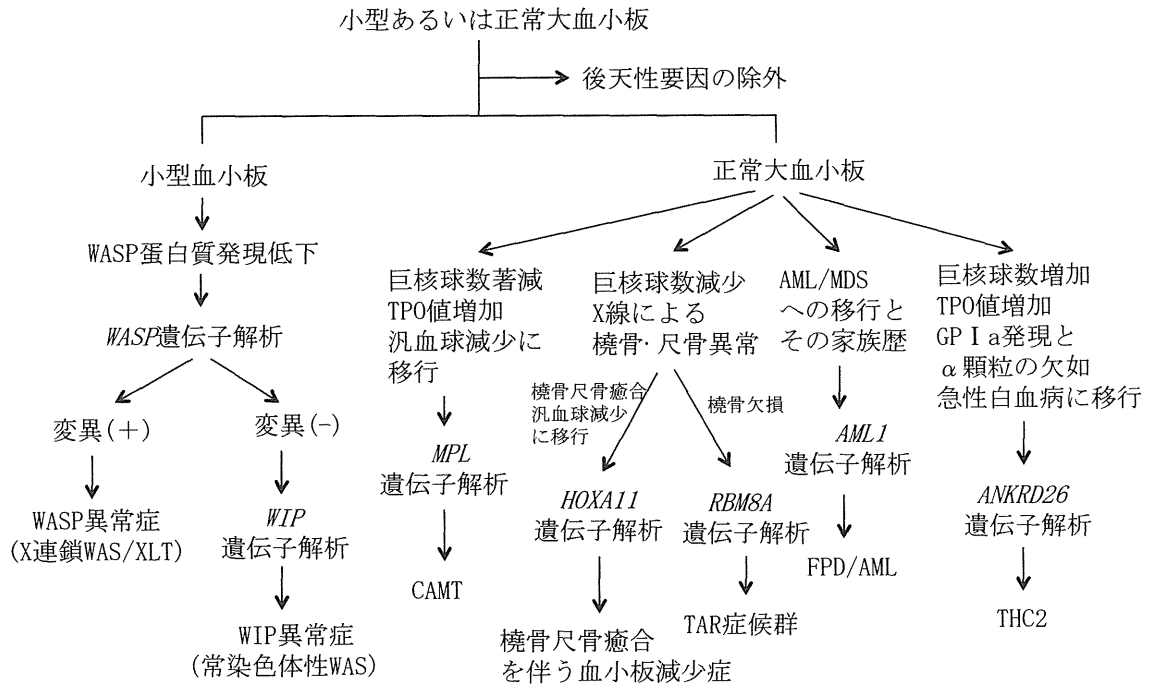 小型あるいは正常大血小板
後天性要因の除外
小型血小板
WASP蛋白質発現低下
WASP遺伝子解析
変異(＋)
WASP異常症
(X連鎖WAS/XLT)
変異(-)
WIP
遺伝子解析
WIP異常症
(常染色体性WAS)
正常大血小板
巨核球数著減
TPO値増加
汎血球減少に
移行
MPL
遺伝子解析
CAMT
巨核球数減少
X線による
橈骨・尺骨異常
橈骨尺骨癒合
汎血球減少
に移行
HOXA11
遺伝子解析
橈骨尺骨癒合
を伴う血小板減少症
橈骨欠損
RBM8A
遺伝子解析
TAR症候群
AML/MDS
への移行と
その家族歴
AML1
遺伝子解析
FPD/AML
巨核球数増加
TPO値増加
GPⅠa発現と
α顆粒の欠如
急性白血病に移行
ANKRD26
遺伝子解析
THC2